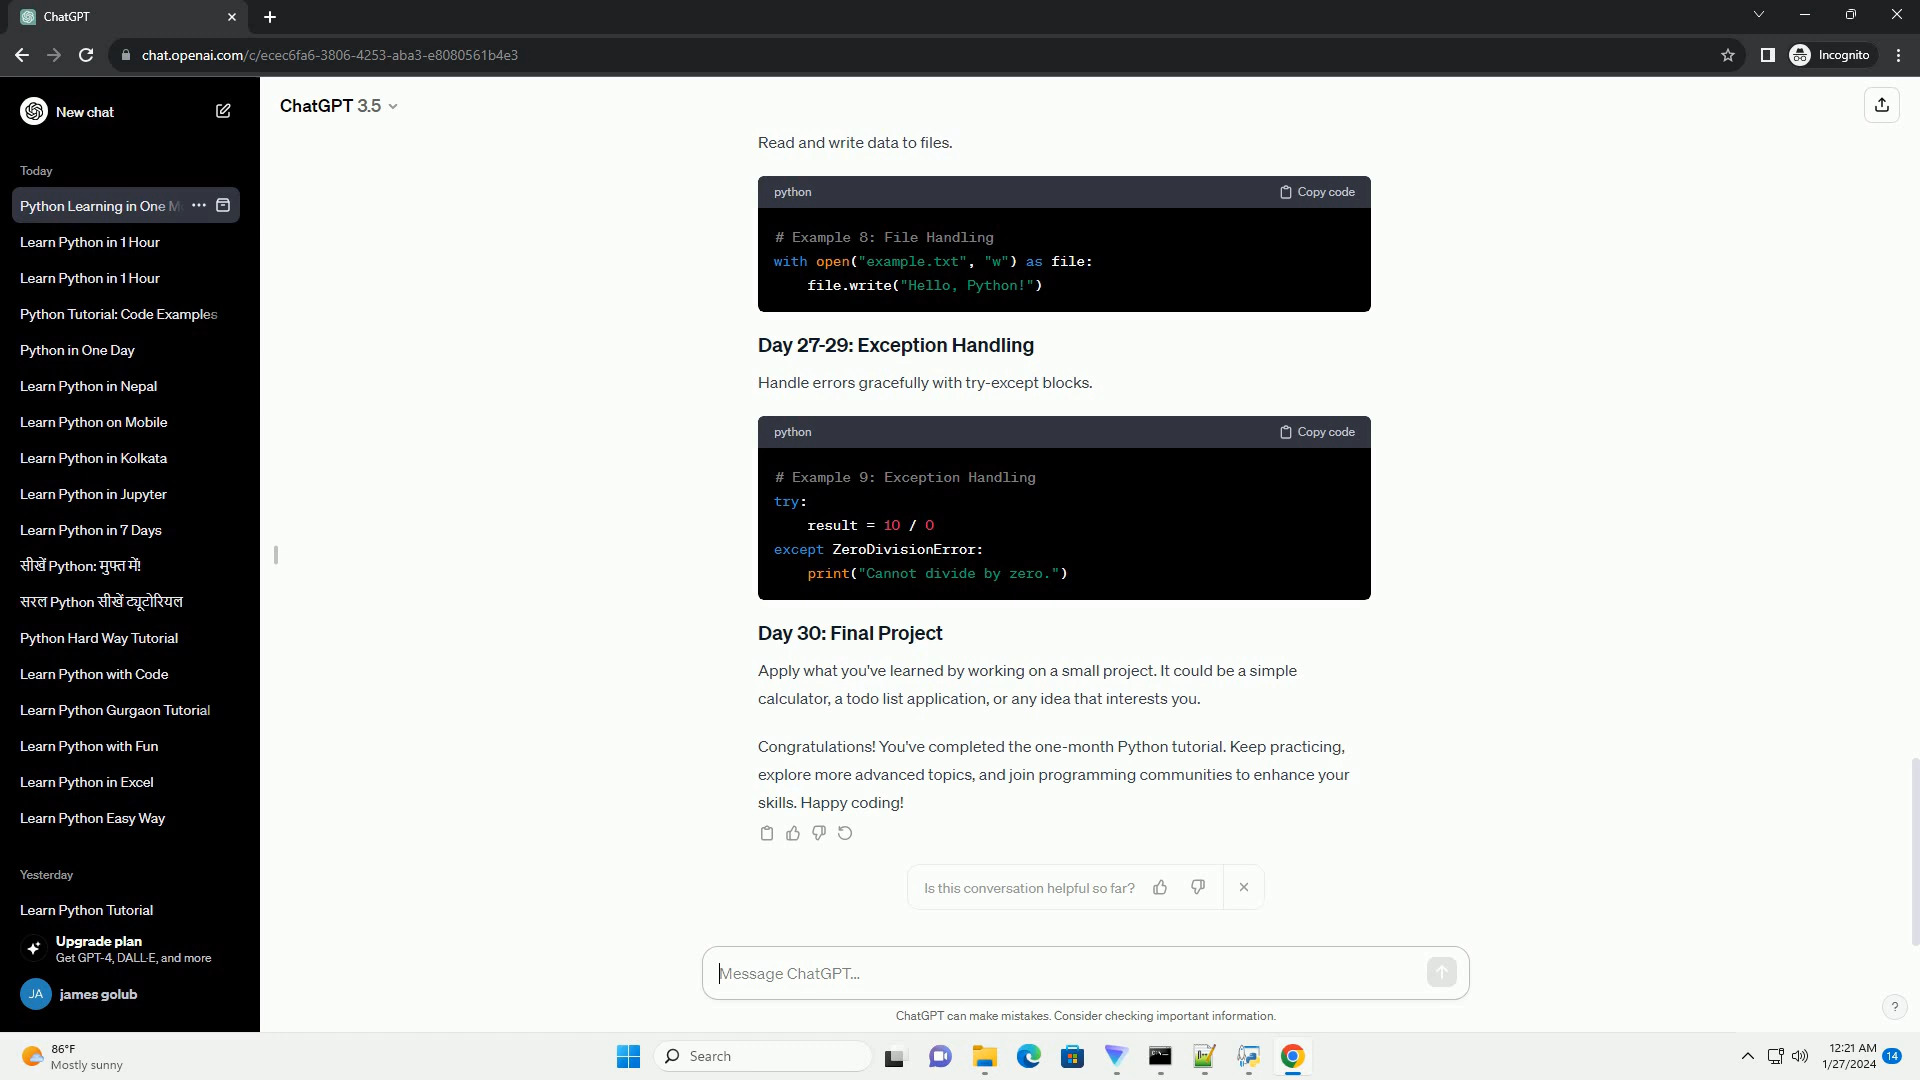 ChatGPT
chat.openai.com/c/ecec6fa6-3806-4253-aba3-e8080561b4e3
Incognito
New chat
Today
Python Learning in One M
Learn Python in 1 Hour
Learn Python in 1 Hour
Python Tutorial: Code Examples
Python in One Day
Learn Python in Nepal
Learn Python on Mobile
Learn Python in Kolkata
Learn Python in Jupyter
Learn Python in 7 Days
सीखें Python: मुफ्त में!
सरल Python सीखें ट्यूटोरियल
Python Hard Way Tutorial
Learn Python with Code
Learn Python Gurgaon Tutorial
Learn Python with Fun
Learn Python in Excel
Learn Python Easy Way
Yesterday
Learn Python Tutorial
Upgrade plan
Get GPT-4, DALL·E, and more
JA james golub
ChatGPT 3.5
Read and write data to files.
python Copy code
# Example 8: File Handling
with open("example.txt", "w") as file:
file.write("Hello, Python!")
Day 27-29: Exception Handling
Handle errors gracefully with try-except blocks.
python Copy code
# Example 9: Exception Handling
try:
result = 10 / 0
except ZeroDivisionError:
print("Cannot divide by zero.")
Day 30: Final Project
Apply what you've learned by working on a small project. It could be a simple
calculator, a todo list application, or any idea that interests you.
Congratulations! You've completed the one-month Python tutorial. Keep practicing,
explore more advanced topics, and join programming communities to enhance your
skills. Happy coding!
Is this conversation helpful so far?
Message ChatGPT...
ChatGPT can make mistakes. Consider checking important information.
?
86°F
Mostly sunny
Search
12:21 AM
1/27/2024
14